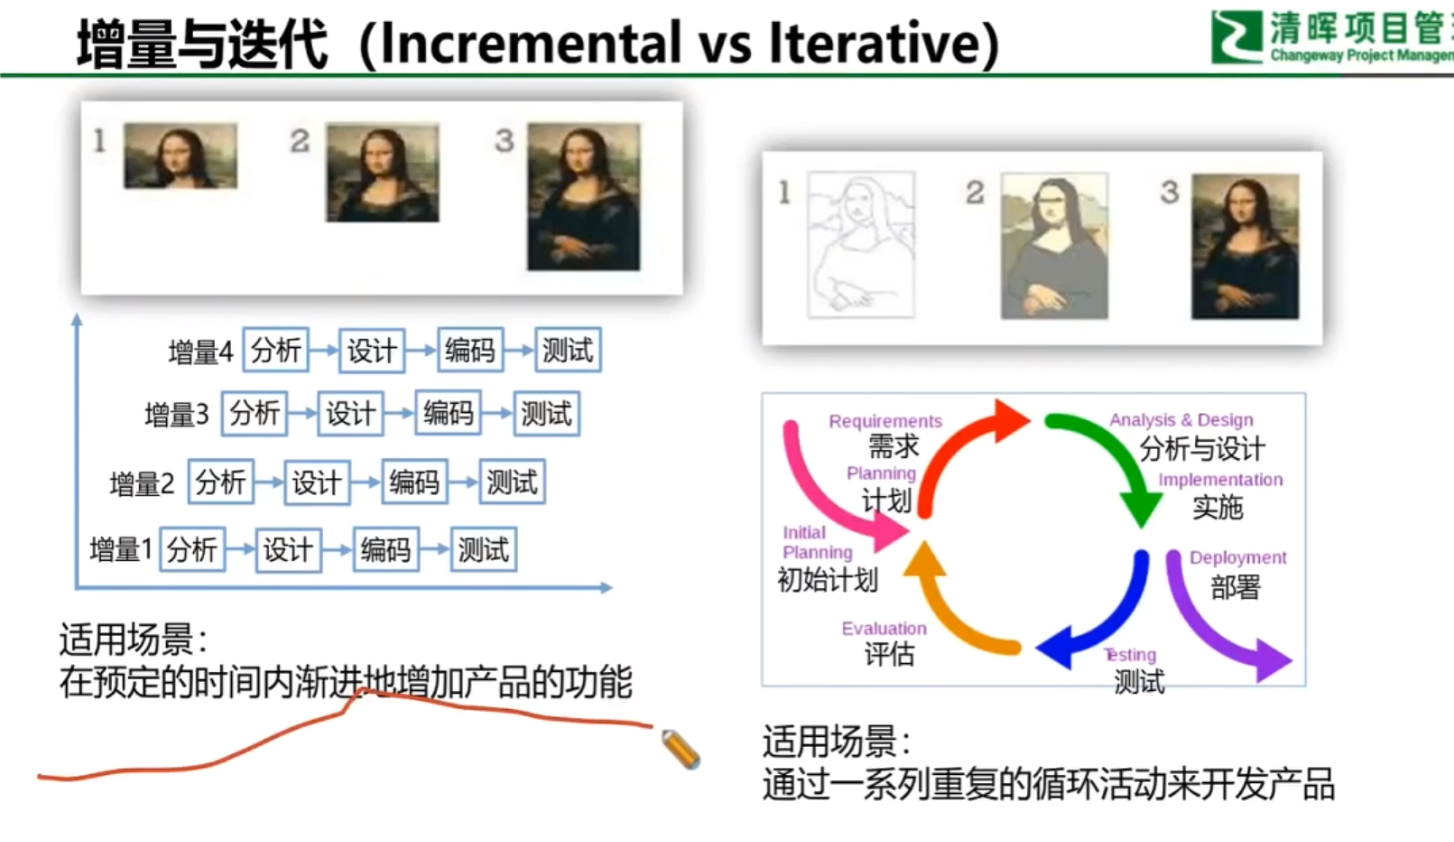 增量与迭代（Incremental vs Iterative）
清晖项目管
Changeway Project Manage
1
2
3
增量4 分析 设计 编码 测试
增量3 分析 设计 编码 测试
增量2 分析 设计 编码 测试
增量1 分析 设计 编码 测试
适用场景：
在预定的时间内渐进地增加产品的功能
1
2
3
Requirements
需求
Planning
计划
Initial
Planning
初始计划
Analysis & Design
分析与设计
Implementation
实施
Deployment
部署
Evaluation
评估
Testing
测试
适用场景：
通过一系列重复的循环活动来开发产品